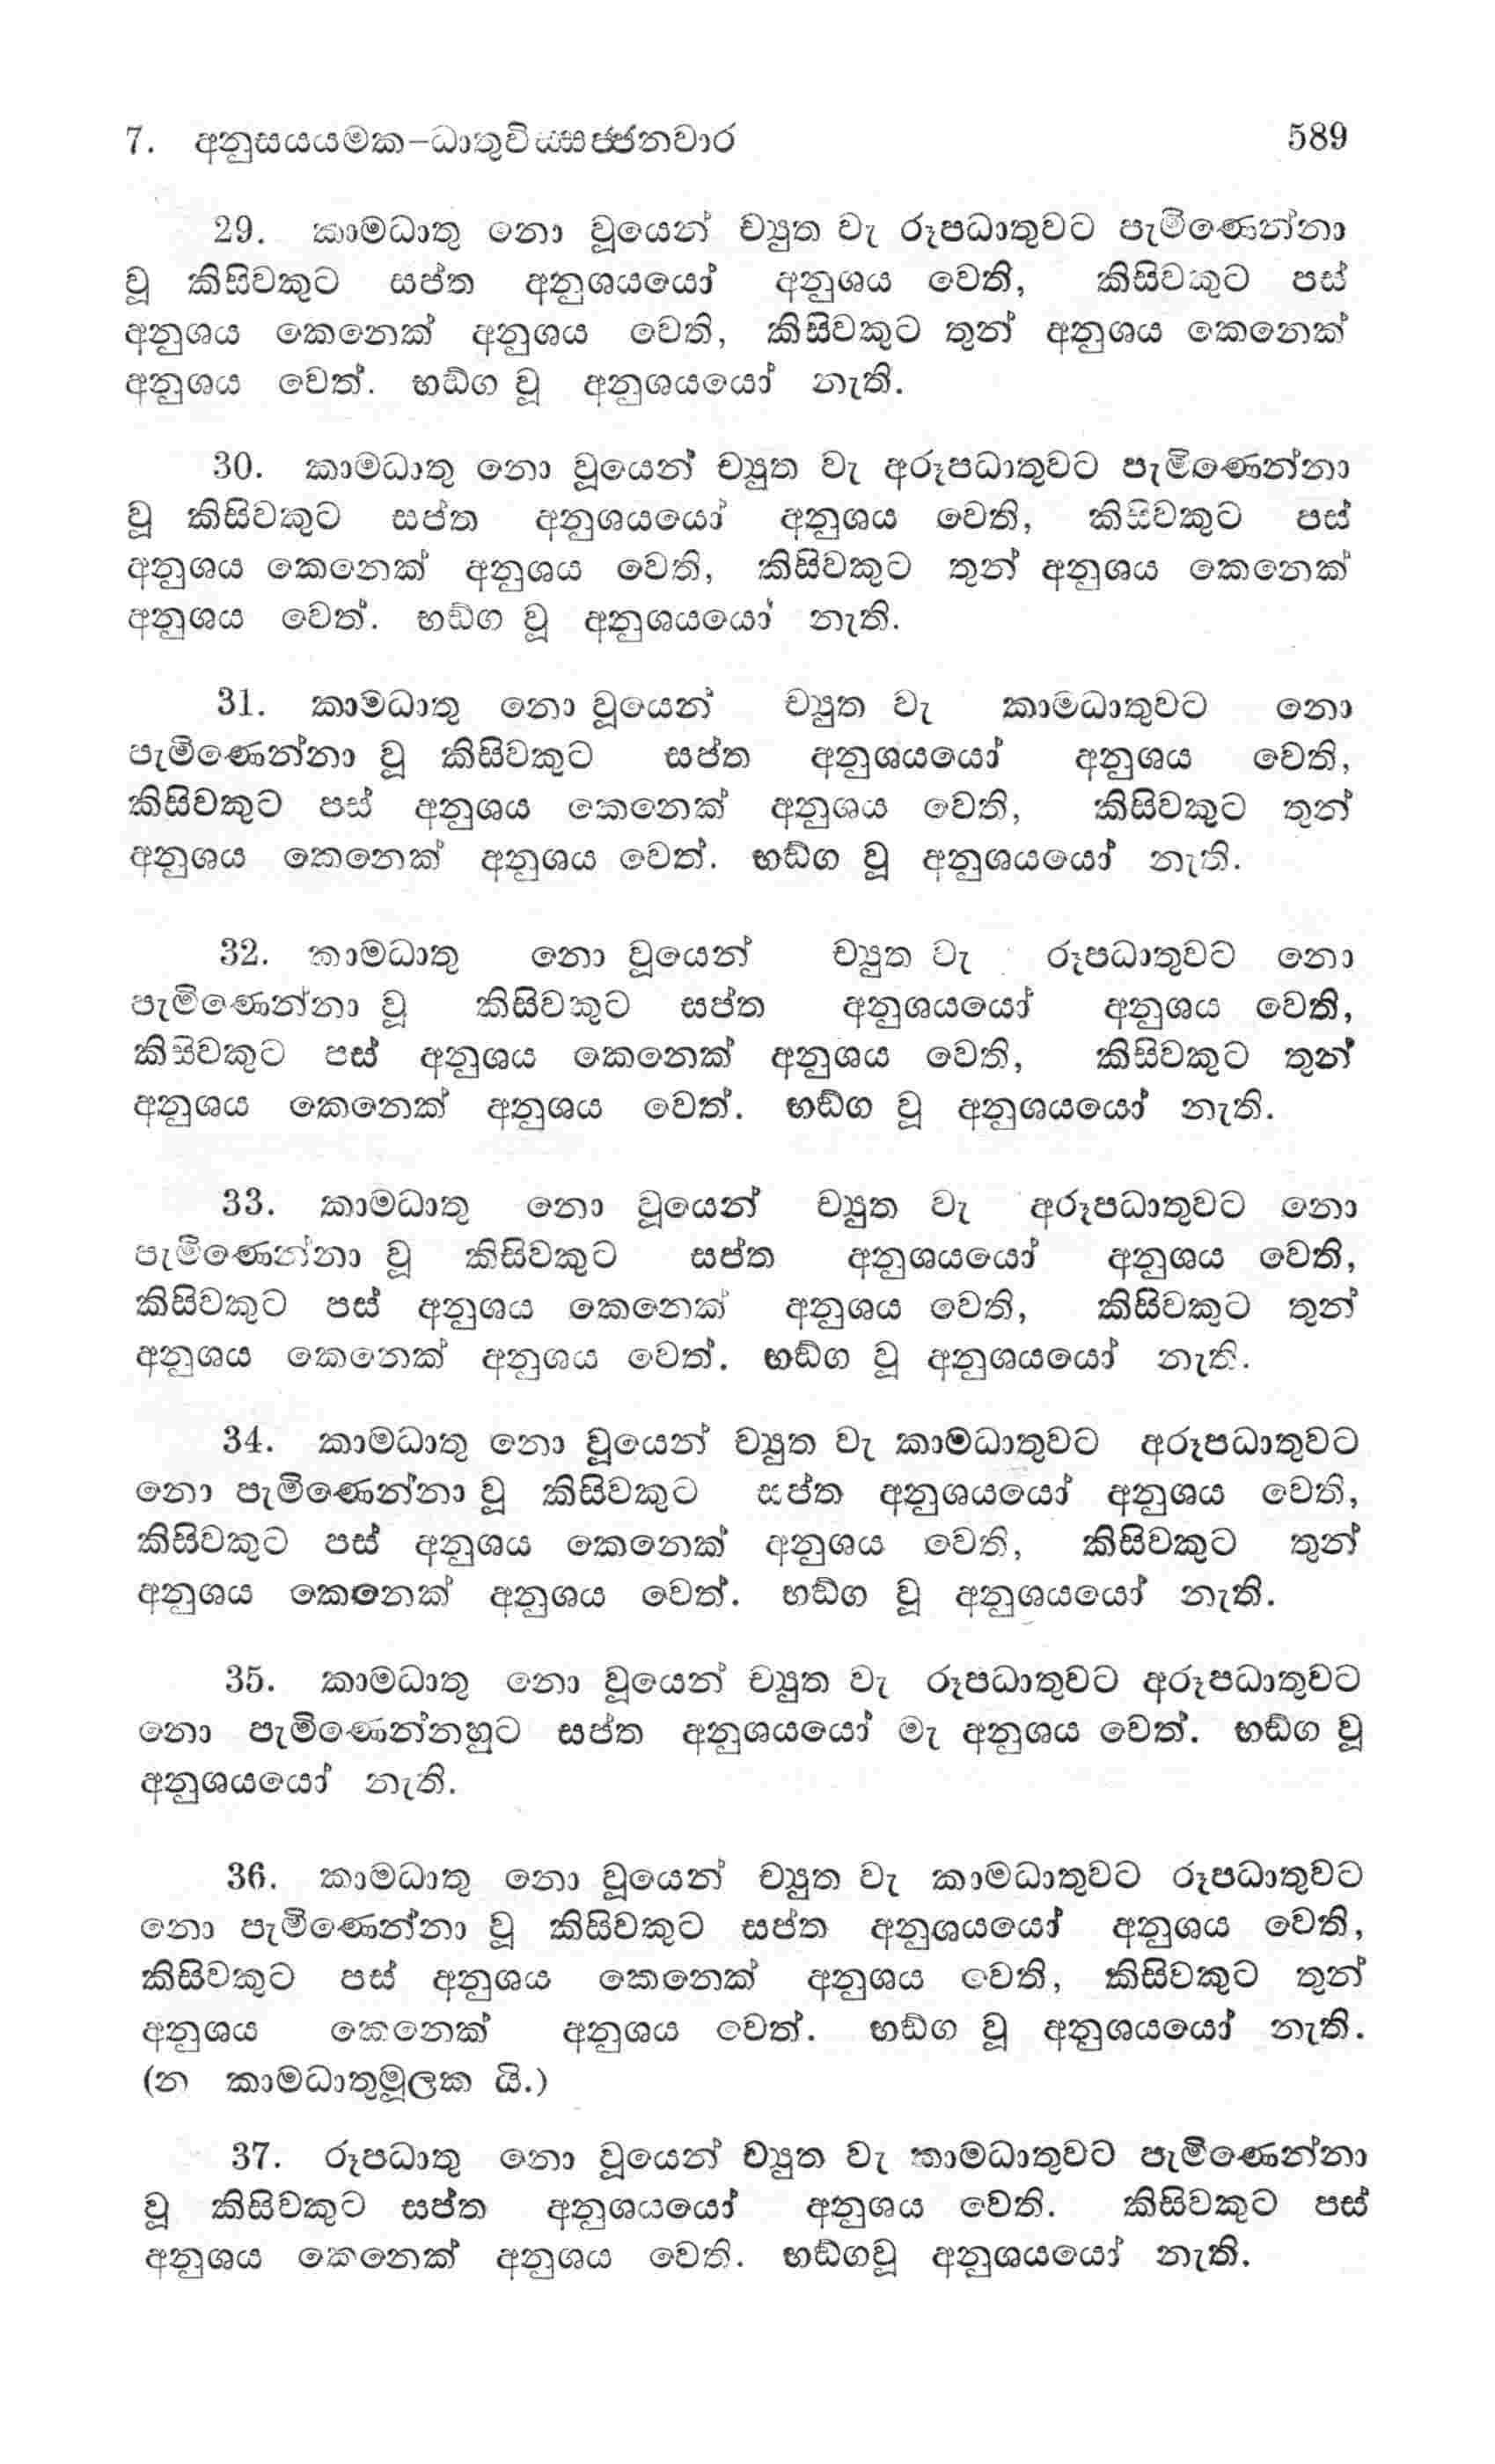 7. අනුසයයමක-ධාතුවිස්සජ්ජනවාර 589
29. කාමධාතු නො වූයෙන් ච්‍යුත වැ රූපධාතුවට පැමිණෙන්නා
වූ කිසිවකුට සප්ත අනුශයයෝ අනුශය වෙති, කිසිවකුට පස්
අනුශය කෙනෙක් අනුශය වෙති, කිසිවකුට තුන් අනුශය කෙනෙක්
අනුශය වෙත්. භඞ්ග වූ අනුශයයෝ නැති.
30. කාමධාතු නො වූයෙන් ච්‍යුත වැ අරූපධාතුවට පැමිණෙන්නා
වූ කිසිවකුට සප්ත අනුශයයෝ අනුශය වෙති, කිසිවකුට පස්
අනුශය කෙනෙක් අනුශය වෙති, කිසිවකුට තුන් අනුශය කෙනෙක්
අනුශය වෙත්. භඞ්ග වූ අනුශයයෝ නැති.
31. කාමධාතු නො වූයෙන් ච්‍යුත වැ කාමධාතුවට නො
පැමිණෙන්නා වූ කිසිවකුට සප්ත අනුශයයෝ අනුශය වෙති,
කිසිවකුට පස් අනුශය කෙනෙක් අනුශය වෙති, කිසිවකුට තුන්
අනුශය කෙනෙක් අනුශය වෙත්. භඞ්ග වූ අනුශයයෝ නැති.
32. කාමධාතු නො වූයෙන් ච්‍යුත වැ රූපධාතුවට නො
පැමිණෙන්නා වූ කිසිවකුට සප්ත අනුශයයෝ අනුශය වෙති,
කිසිවකුට පස් අනුශය කෙනෙක් අනුශය වෙති, කිසිවකුට තුන්
අනුශය කෙනෙක් අනුශය වෙත්. භඞ්ග වූ අනුශයයෝ නැති.
33. කාමධාතු නො වූයෙන් ච්‍යුත වැ අරූපධාතුවට නො
පැමිණෙන්නා වූ කිසිවකුට සප්ත අනුශයයෝ අනුශය වෙති,
කිසිවකුට පස් අනුශය කෙනෙක් අනුශය වෙති, කිසිවකුට තුන්
අනුශය කෙනෙක් අනුශය වෙත්. භඞ්ග වූ අනුශයයෝ නැති.
34. කාමධාතු නො වූයෙන් ච්‍යුත වැ කාමධාතුවට අරූපධාතුවට
නො පැමිණෙන්නා වූ කිසිවකුට සප්ත අනුශයයෝ අනුශය වෙති,
කිසිවකුට පස් අනුශය කෙනෙක් අනුශය වෙති, කිසිවකුට තුන්
අනුශය කෙනෙක් අනුශය වෙත්. භඞ්ග වූ අනුශයයෝ නැති.
35. කාමධාතු නො වූයෙන් ච්‍යුත වැ රූපධාතුවට අරූපධාතුවට
නො පැමිණෙන්නහුට සප්ත අනුශයයෝ මැ අනුශය වෙත්. භඞ්ග වූ
අනුශයයෝ නැති.
36. කාමධාතු නො වූයෙන් ච්‍යුත වැ කාමධාතුවට රූපධාතුවට
නො පැමිණෙන්නා වූ කිසිවකුට සප්ත අනුශයයෝ අනුශය වෙති,
කිසිවකුට පස් අනුශය කෙනෙක් අනුශය වෙති, කිසිවකුට තුන්
අනුශය කෙනෙක් අනුශය වෙත්. භඞ්ග වූ අනුශයයෝ නැති.
(න කාමධාතුමූලක යි.)
37. රූපධාතු නො වූයෙන් ච්‍යුත වැ කාමධාතුවට පැමිණෙන්නා
වූ කිසිවකුට සප්ත අනුශයයෝ අනුශය වෙති. කිසිවකුට පස්
අනුශය කෙනෙක් අනුශය වෙති. භඞ්ගවූ අනුශයයෝ නැති.